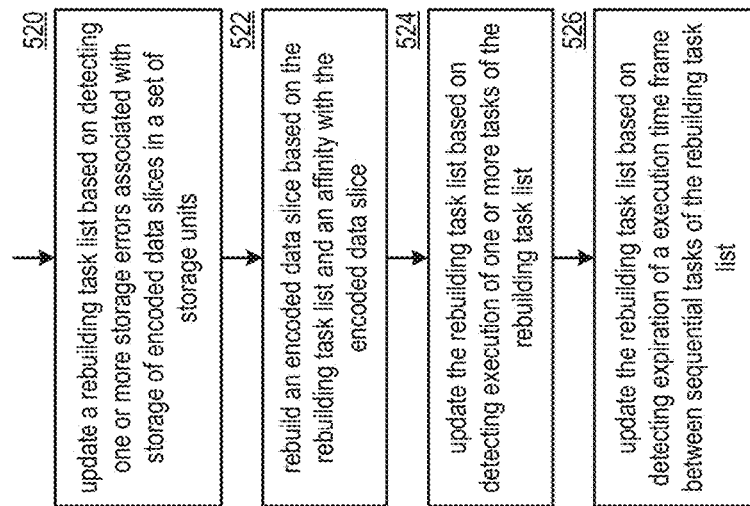 520
update a rebuilding task list based on detecting
one or more storage errors associated with
storage of encoded data slices in a set of
storage units
522
rebuild an encoded data slice based on the
rebuilding task list and an affinity with the
encoded data slice
524
update the rebuilding task list based on
detecting execution of one or more tasks of the
rebuilding task list
526
update the rebuilding task list based on
detecting expiration of a execution time frame
between sequential tasks of the rebuilding task
list